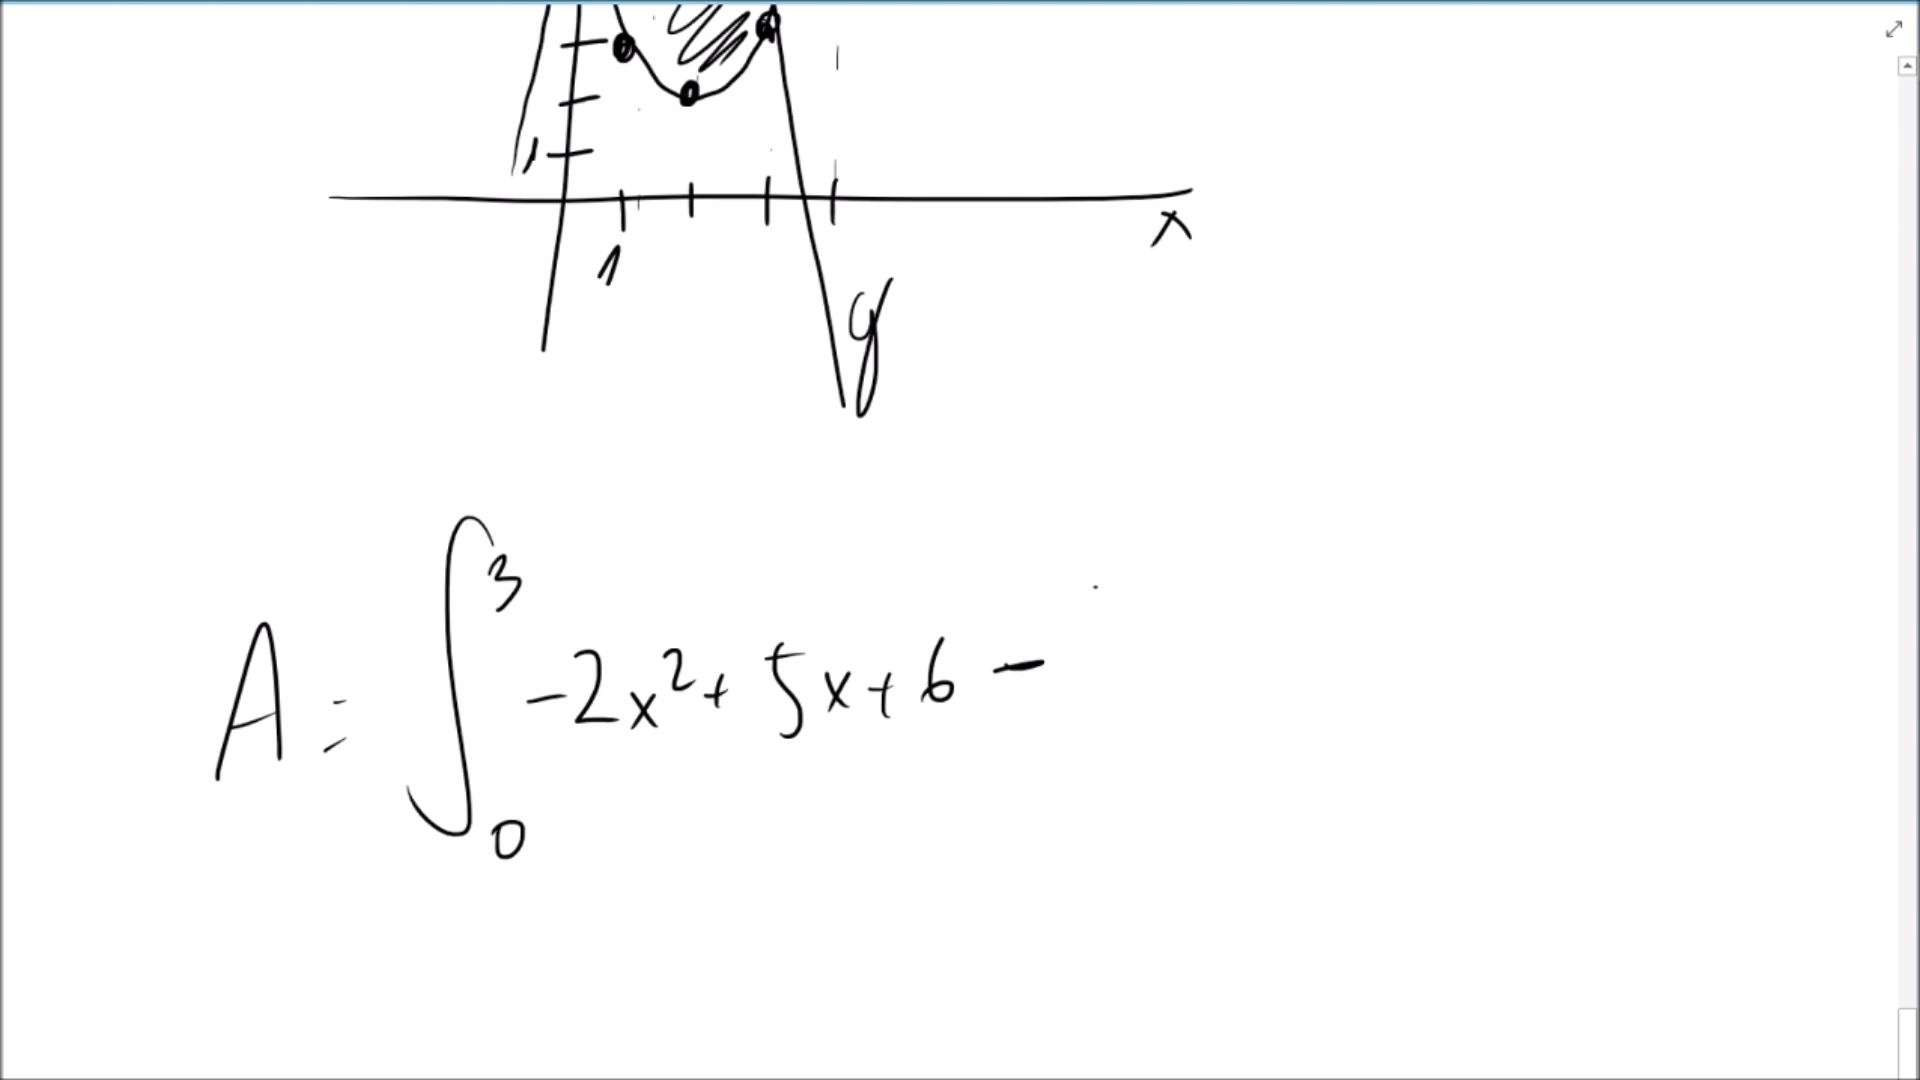 1
x
1
g
A = ∫₀³ -2x² + 5x + 6 -